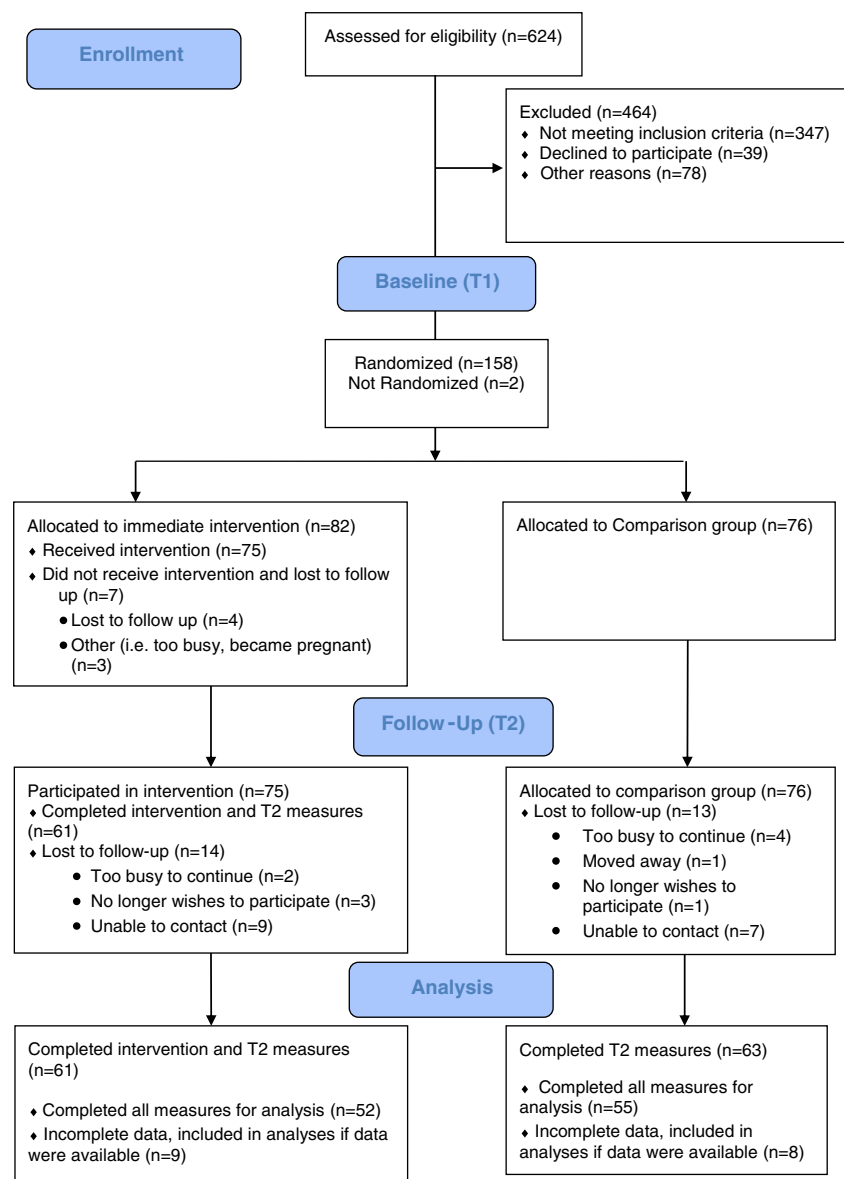 Assessed for eligibility (n=624)
Enrollment
Excluded (n=464)
♦ Not meeting inclusion criteria (n=347)
♦ Declined to participate (n=39)
♦ Other reasons (n=78)
Baseline (T1)
Randomized (n=158)
Not Randomized (n=2)
Allocated to immediate intervention (n=82)
♦ Received intervention (n=75)
♦ Did not receive intervention and lost to follow
up (n=7)
● Lost to follow up (n=4)
● Other (i.e. too busy, became pregnant)
(n=3)
Allocated to Comparison group (n=76)
Follow-Up (T2)
Participated in intervention (n=75)
♦ Completed intervention and T2 measures
(n=61)
♦ Lost to follow-up (n=14)
● Too busy to continue (n=2)
● No longer wishes to participate (n=3)
● Unable to contact (n=9)
Allocated to comparison group (n=76)
♦ Lost to follow-up (n=13)
● Too busy to continue (n=4)
● Moved away (n=1)
● No longer wishes to
participate (n=1)
● Unable to contact (n=7)
Analysis
Completed intervention and T2 measures
(n=61)
♦ Completed all measures for analysis (n=52)
♦ Incomplete data, included in analyses if data
were available (n=9)
Completed T2 measures (n=63)
♦ Completed all measures for
analysis (n=55)
♦ Incomplete data, included in
analyses if data were available (n=8)